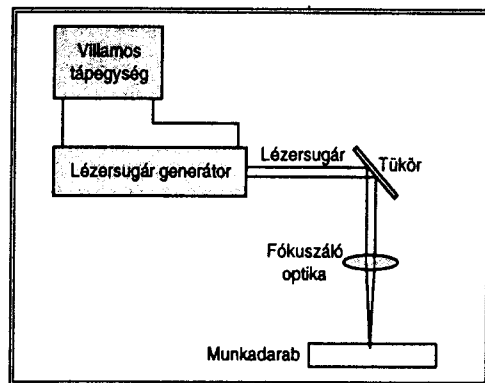 Villamos
tápegység
Lézersugár generátor
Lézersugár
Tükör
Fókuszáló
optika
Munkadarab